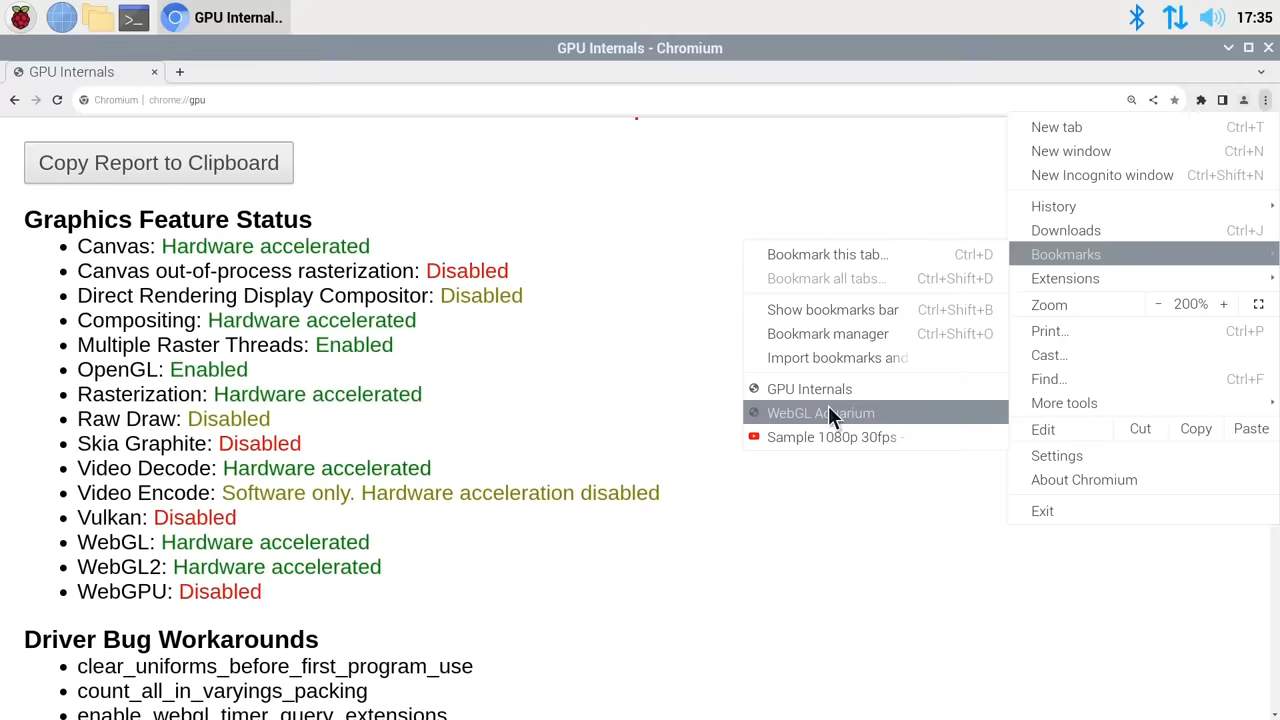 GPU Internal..
17:35
GPU Internals - Chromium
GPU Internals
Chromium | chrome://gpu
Copy Report to Clipboard
Graphics Feature Status
Canvas: Hardware accelerated
Canvas out-of-process rasterization: Disabled
Direct Rendering Display Compositor: Disabled
Compositing: Hardware accelerated
Multiple Raster Threads: Enabled
OpenGL: Enabled
Rasterization: Hardware accelerated
Raw Draw: Disabled
Skia Graphite: Disabled
Video Decode: Hardware accelerated
Video Encode: Software only. Hardware acceleration disabled
Vulkan: Disabled
WebGL: Hardware accelerated
WebGL2: Hardware accelerated
WebGPU: Disabled
Driver Bug Workarounds
clear_uniforms_before_first_program_use
count_all_in_varyings_packing
enable_webgl_timer_query_extensions
Bookmark this tab... Ctrl+D
Bookmark all tabs... Ctrl+Shift+D
Show bookmarks bar Ctrl+Shift+B
Bookmark manager Ctrl+Shift+O
Import bookmarks and
GPU Internals
WebGL Aquarium
Sample 1080p 30fps -
New tab Ctrl+T
New window Ctrl+N
New Incognito window Ctrl+Shift+N
History
Downloads Ctrl+J
Bookmarks
Extensions
Zoom − 200% +
Print... Ctrl+P
Cast...
Find... Ctrl+F
More tools
Edit Cut Copy Paste
Settings
About Chromium
Exit